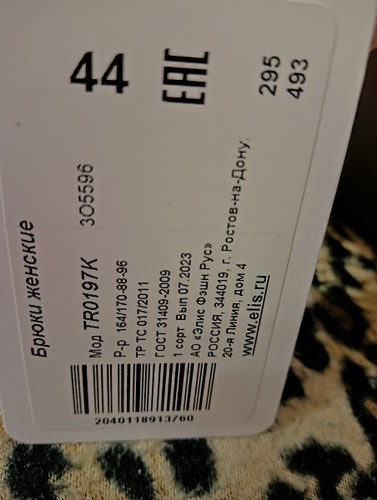 Брюки женские
44
EAC
Мод TR0197K 3O5596
295
493
Р-р 164/170-88-96
ТР ТС 017/2011
ГОСТ 31409-2009
1 сорт Вып 07.2023
АО «Элис Фэшн Рус»
РОССИЯ, 344019, г. Ростов-на-Дону,
20-я Линия, дом 4
www.elis.ru
2040118913760